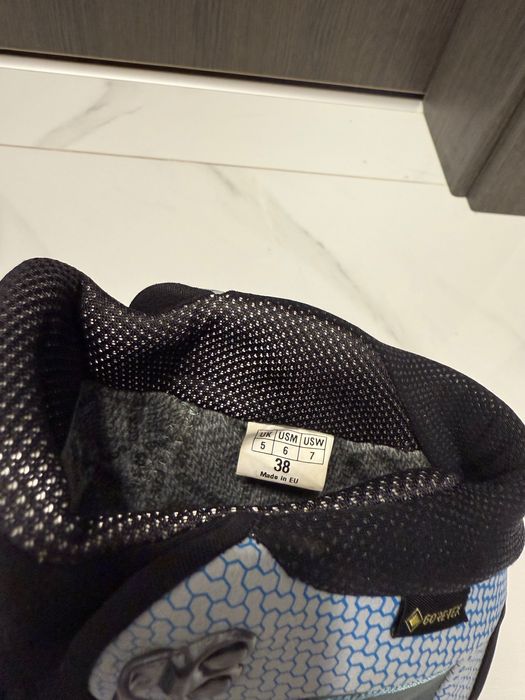 UK USM USW
5 6 7
38
Made in EU
GORE-TEX